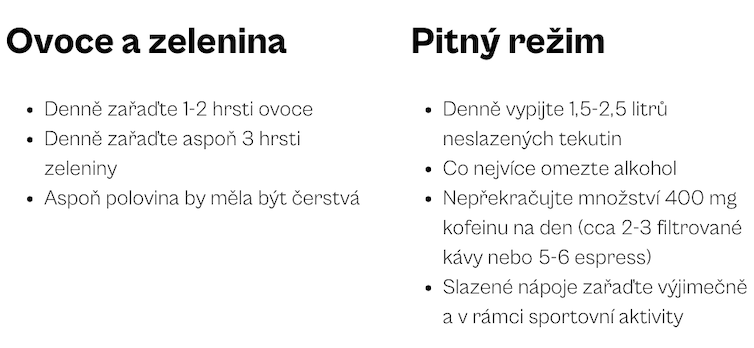 Ovoce a zelenina
• Denně zařaďte 1-2 hrsti ovoce
• Denně zařaďte aspoň 3 hrsti
zeleniny
• Aspoň polovina by měla být čerstvá
Pitný režim
• Denně vypijte 1,5-2,5 litrů
neslazených tekutin
• Co nejvíce omezte alkohol
• Nepřekračujte množství 400 mg
kofeinu na den (cca 2-3 filtrované
kávy nebo 5-6 espress)
• Slazené nápoje zařaďte výjimečně
a v rámci sportovní aktivity